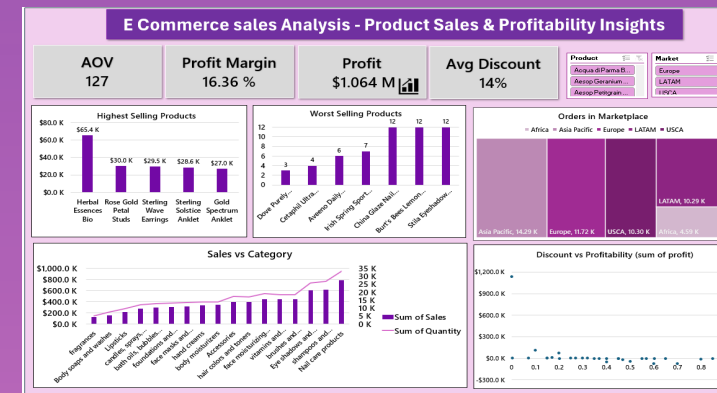 E Commerce sales Analysis - Product Sales & Profitability Insights
AOV
127
Profit Margin
16.36 %
Profit
$1.064 M
Avg Discount
14%
Product
Acqua di Parma B...
Aesop Geranium ...
Aesop Petitgrain ...
Market
Europe
LATAM
USCA
Highest Selling Products
$80.0 K
$60.0 K
$40.0 K
$20.0 K
$0.0 K
$65.4 K
$30.0 K
$29.5 K
$28.6 K
$27.0 K
Herbal Essences Bio
Rose Gold Petal Studs
Sterling Wave Earrings
Sterling Solstice Anklet
Gold Spectrum Anklet
Worst Selling Products
12
10
8
6
4
2
0
3
4
6
7
12
12
12
Dove Purely...
Cetaphil Ultra...
Aveeno Daily...
Irish Spring Sport...
China Glaze Nail...
Burt's Bees Lemon...
Stila Eyeshadow...
Orders in Marketplace
Africa
Asia Pacific
Europe
LATAM
USCA
Asia Pacific, 14.29 K
Europe, 11.72 K
USCA, 10.30 K
LATAM, 10.29 K
Africa, 4.59 K
Sales vs Category
$1,000.0 K
$800.0 K
$600.0 K
$400.0 K
$200.0 K
$0.0 K
35 K
30 K
25 K
20 K
15 K
10 K
5 K
0 K
Sum of Sales
Sum of Quantity
fragrances
Body soaps and washes
Lipsticks
candles, sprays...
bath oils, bubbles...
foundations and...
face masks and...
hand creams
body moisturizers
Accessories
hair colors and toners
face moisturizing...
vitamins and...
brushes and...
Eye shadows and...
shampoos and...
Nail care products
Discount vs Profitability (sum of profit)
$1,200.0 K
$900.0 K
$600.0 K
$300.0 K
$0.0 K
-$300.0 K
0
0.1
0.2
0.3
0.4
0.5
0.6
0.7
0.8